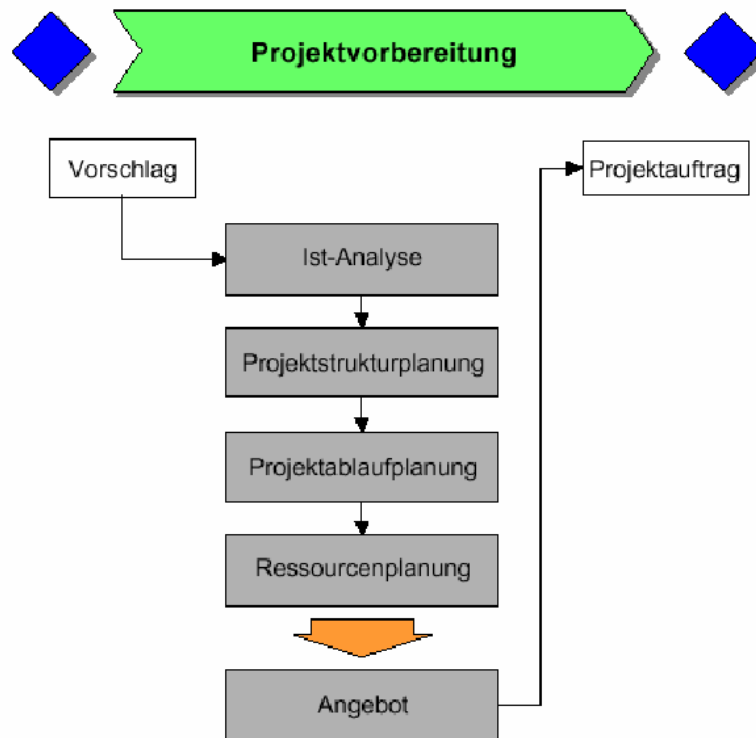 Projektvorbereitung
Vorschlag
Projektauftrag
Ist-Analyse
Projektstrukturplanung
Projektablaufplanung
Ressourcenplanung
Angebot